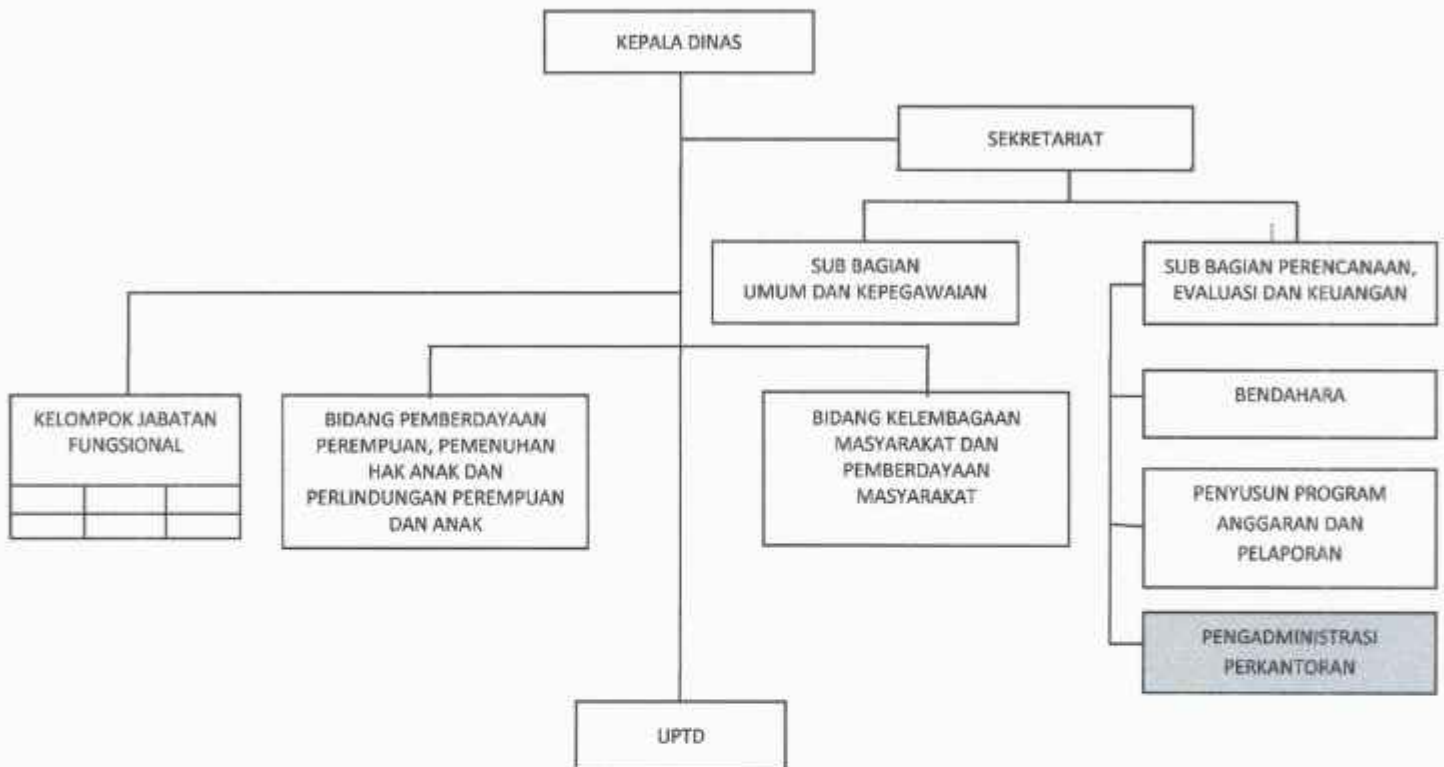 KEPALA DINAS
SEKRETARIAT
SUB BAGIAN
UMUM DAN KEPEGAWAIAN
SUB BAGIAN PERENCANAAN,
EVALUASI DAN KEUANGAN
KELOMPOK JABATAN
FUNGSIONAL
BIDANG PEMBERDAYAAN
PEREMPUAN, PEMENUHAN
HAK ANAK DAN
PERLINDUNGAN PEREMPUAN
DAN ANAK
BIDANG KELEMBAGAAN
MASYARAKAT DAN
PEMBERDAYAAN
MASYARAKAT
BENDAHARA
PENYUSUN PROGRAM
ANGGARAN DAN
PELAPORAN
PENGADMINISTRASI
PERKANTORAN
UPTD